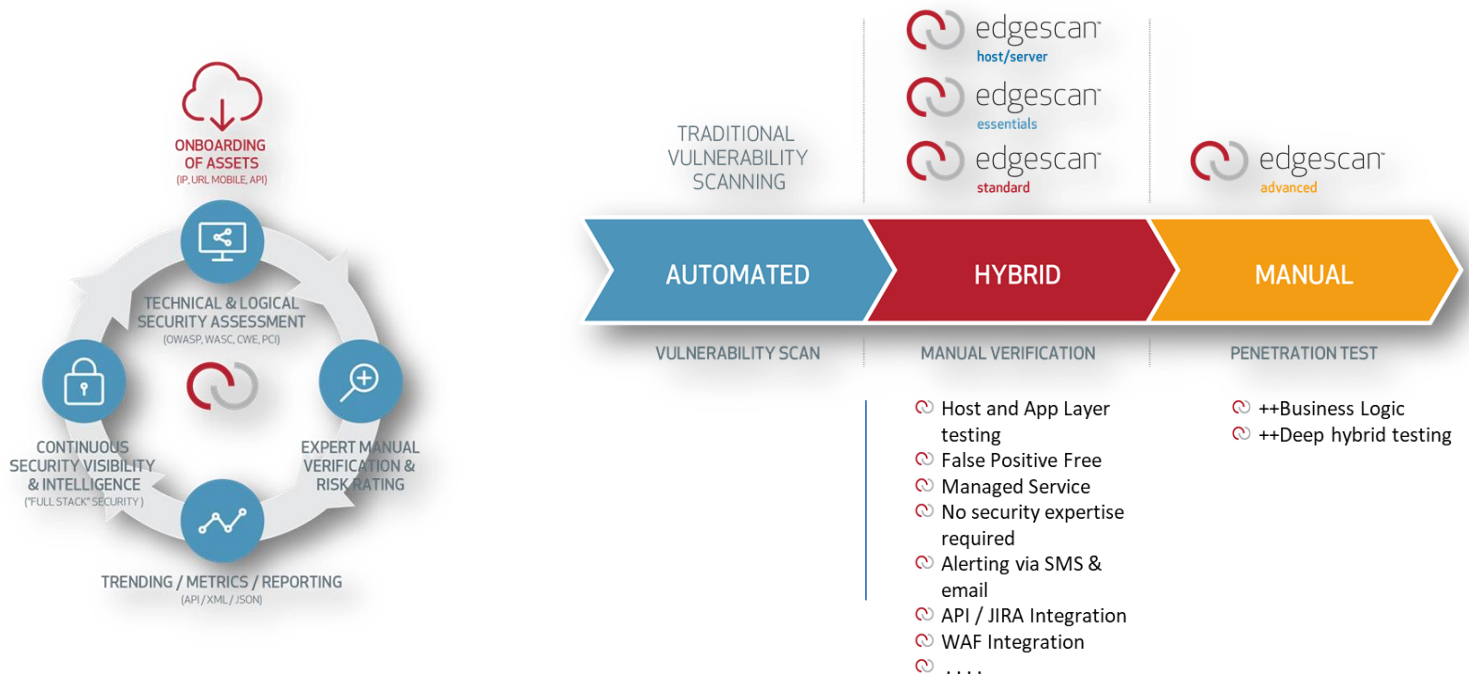 ONBOARDING
OF ASSETS
(IP, URL MOBILE, API)
TECHNICAL & LOGICAL
SECURITY ASSESSMENT
(OWASP, WASC, CWE, PCI)
EXPERT MANUAL
VERIFICATION &
RISK RATING
TRENDING / METRICS / REPORTING
(API / XML / JSON)
CONTINUOUS
SECURITY VISIBILITY
& INTELLIGENCE
("FULL STACK" SECURITY )
TRADITIONAL
VULNERABILITY
SCANNING
edgescan™
host/server
edgescan™
essentials
edgescan™
standard
edgescan™
advanced
AUTOMATED
HYBRID
MANUAL
VULNERABILITY SCAN
MANUAL VERIFICATION
PENETRATION TEST
Host and App Layer
testing
False Positive Free
Managed Service
No security expertise
required
Alerting via SMS &
email
API / JIRA Integration
WAF Integration
. . . .
++Business Logic
++Deep hybrid testing